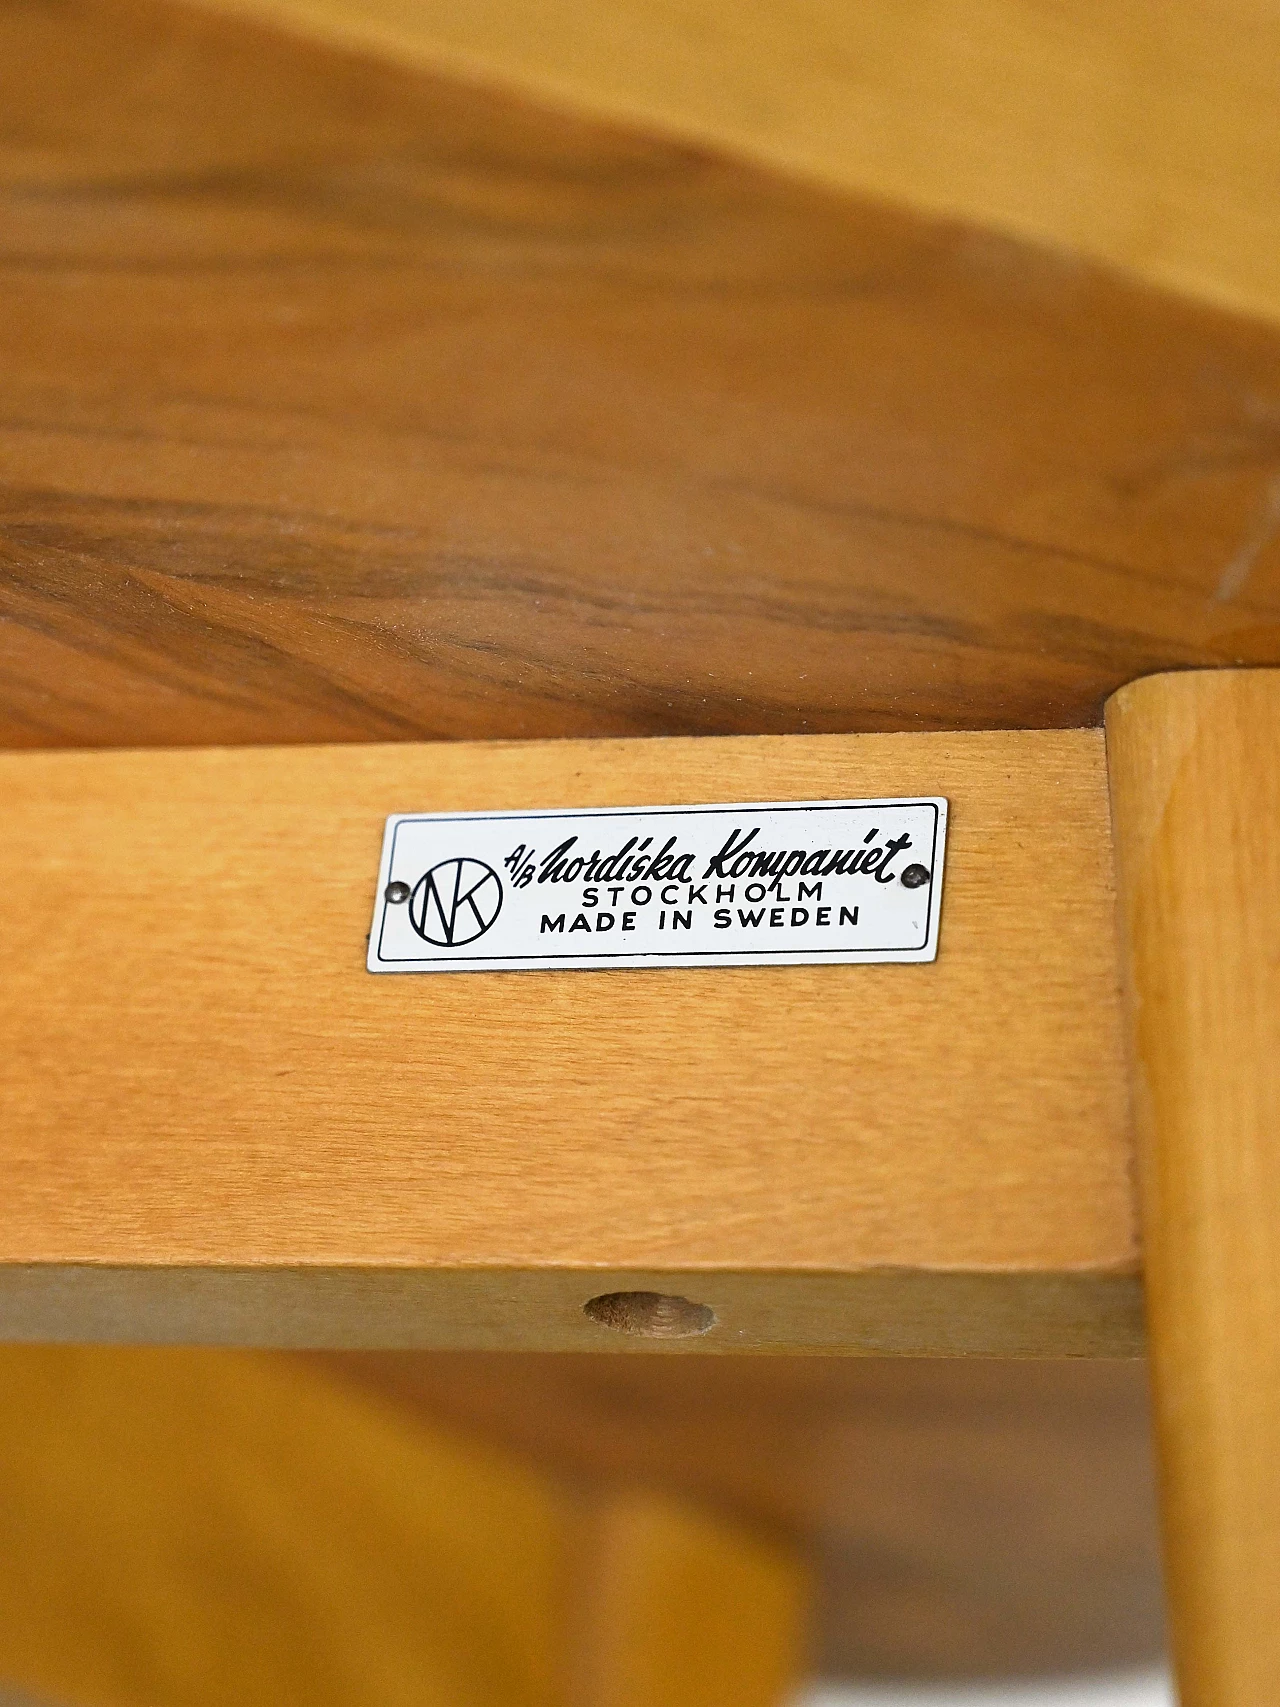 NK
A/B Nordiska Kompaniet
STOCKHOLM
MADE IN SWEDEN